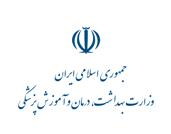 جمهوری اسلامی ایران
وزارت بهداشت، درمان و آموزش پزشکی